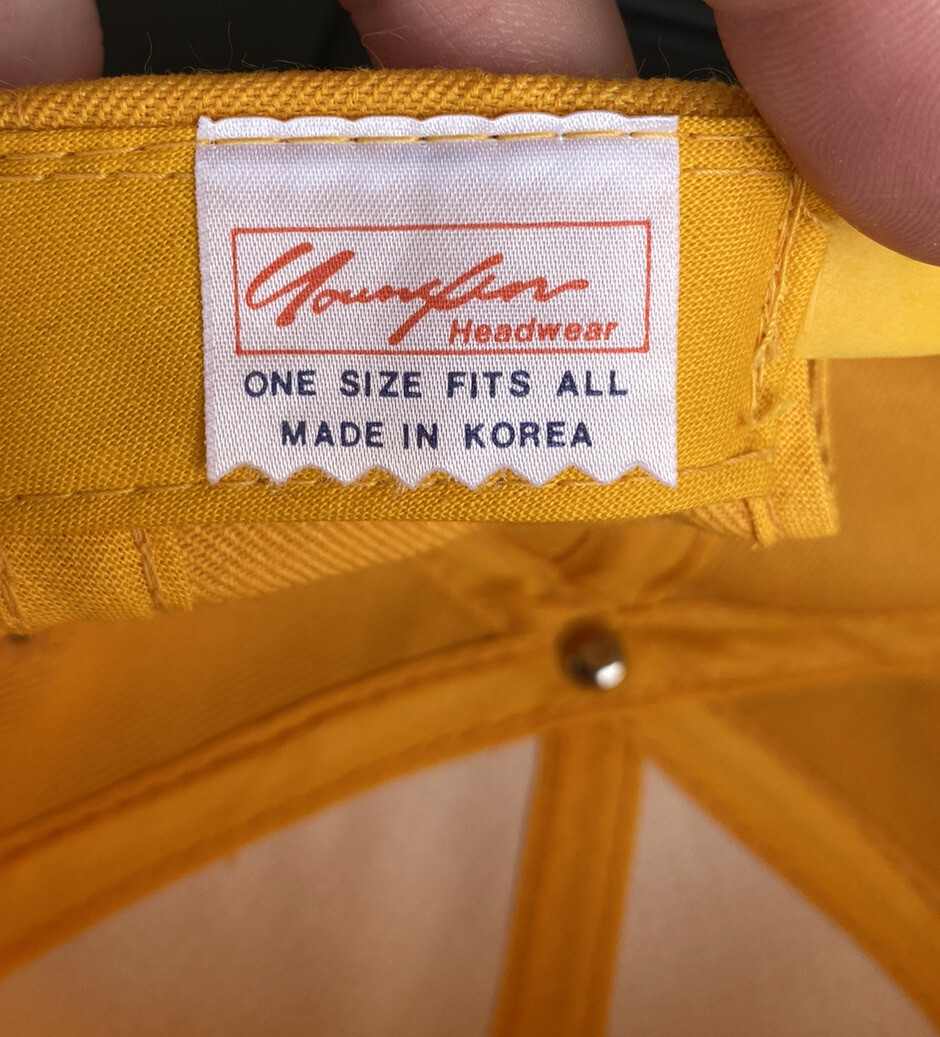 YoungAn
Headwear
ONE SIZE FITS ALL
MADE IN KOREA